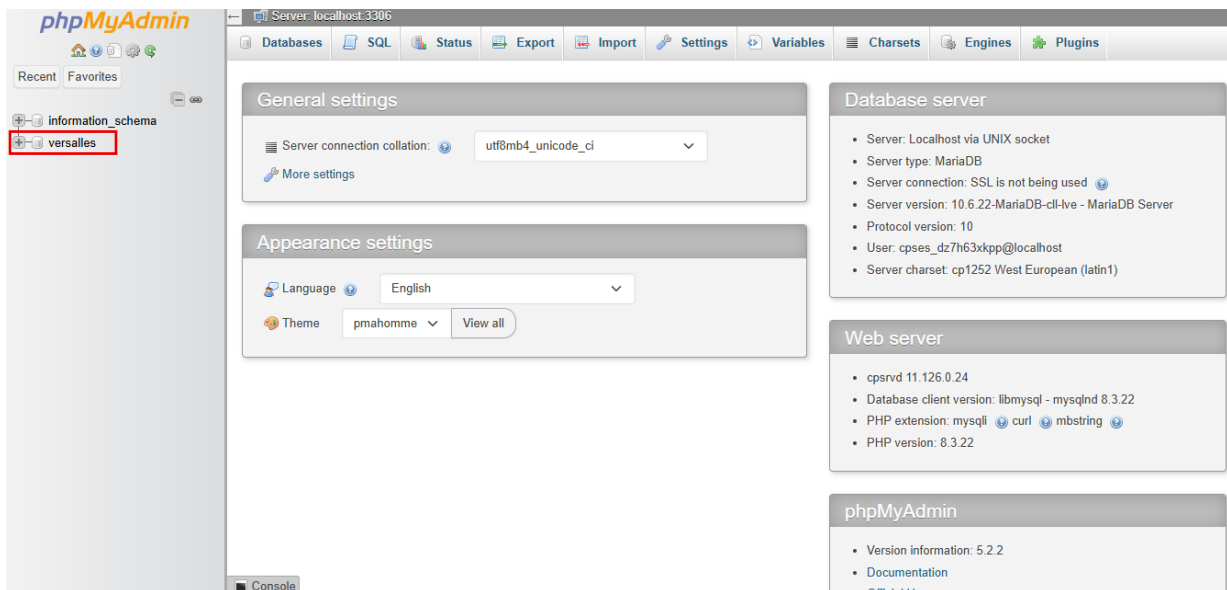 phpMyAdmin
Recent Favorites
information_schema
versalles
Server: localhost:3306
Databases SQL Status Export Import Settings Variables Charsets Engines Plugins
General settings
Server connection collation: utf8mb4_unicode_ci
More settings
Appearance settings
Language English
Theme pmahomme View all
Database server
Server: Localhost via UNIX socket
Server type: MariaDB
Server connection: SSL is not being used
Server version: 10.6.22-MariaDB-cll-lve - MariaDB Server
Protocol version: 10
User: cpses_dz7h63xkpp@localhost
Server charset: cp1252 West European (latin1)
Web server
cpsrvd 11.126.0.24
Database client version: libmysql - mysqlnd 8.3.22
PHP extension: mysqli curl mbstring
PHP version: 8.3.22
phpMyAdmin
Version information: 5.2.2
Documentation
Console